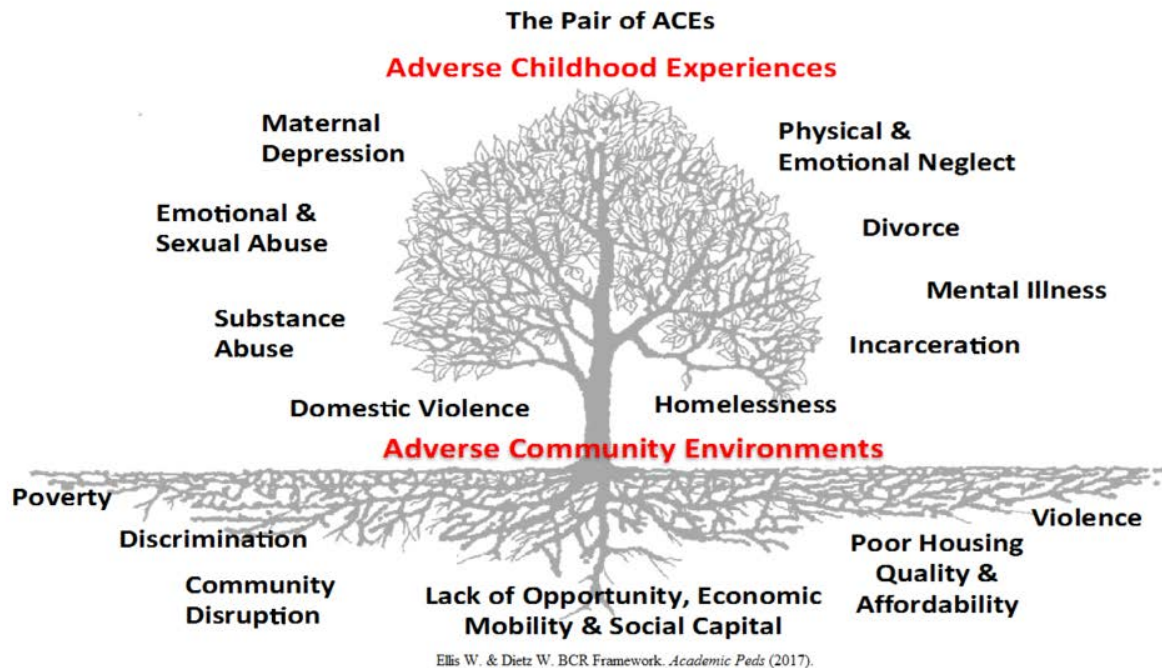 The Pair of ACEs
Adverse Childhood Experiences
Maternal
Depression
Physical &
Emotional Neglect
Emotional &
Sexual Abuse
Divorce
Mental Illness
Substance
Abuse
Incarceration
Domestic Violence
Homelessness
Adverse Community Environments
Poverty
Violence
Discrimination
Poor Housing
Quality &
Affordability
Community
Disruption
Lack of Opportunity, Economic
Mobility & Social Capital
Ellis W. & Dietz W. BCR Framework. Academic Peds (2017).